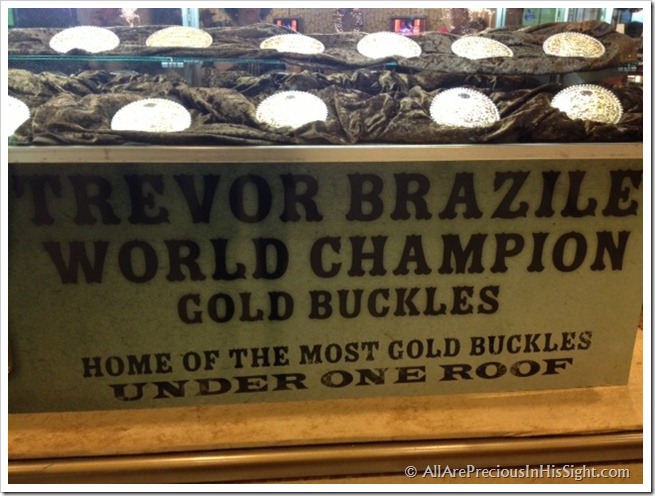 TREVOR BRAZILE
WORLD CHAMPION
GOLD BUCKLES
HOME OF THE MOST GOLD BUCKLES
UNDER ONE ROOF
© AllArePreciousInHisSight.com